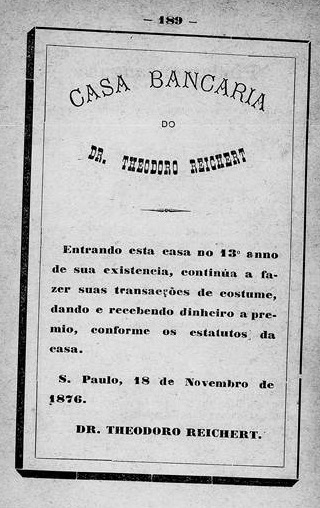 — 189 —
CASA BANCARIA
DO
DR. THEODORO REICHERT
Entrando esta casa no 13º anno
de sua existencia, continúa a fa-
zer suas transacções de costume,
dando e recebendo dinheiro a pre-
mio, conforme os estatutos da
casa.
S. Paulo, 18 de Novembro de
1876.
DR. THEODORO REICHERT.